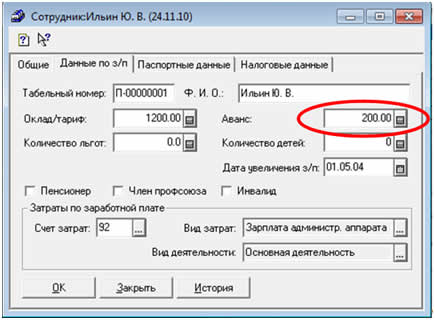 Сотрудник:Ильин Ю. В. (24.11.10)
Общие Данные по з/п Паспортные данные Налоговые данные
Табельный номер: П-00000001 Ф. И. О.: Ильин Ю. В.
Оклад/тариф: 1200.00 Аванс: 200.00
Количество льгот: 0.0 Количество детей: 0
Дата увеличения з/п: 01.05.04
Пенсионер Член профсоюза Инвалид
Затраты по заработной плате
Счет затрат: 92 ... Вид затрат: Зарплата администр. аппарата ...
Вид деятельности: Основная деятельность ...
OK Закрыть История